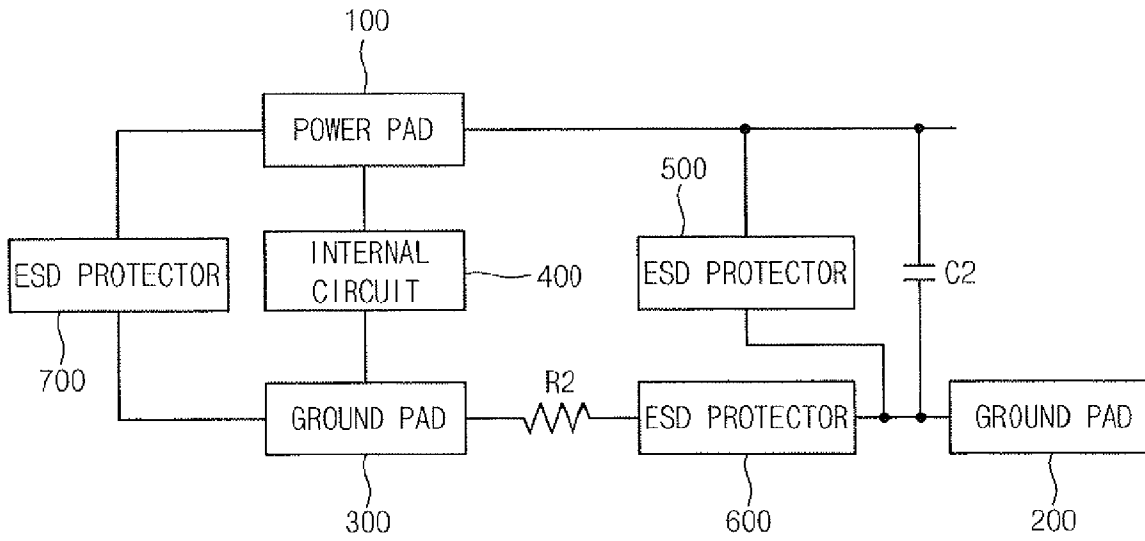 100
POWER PAD
500
ESD PROTECTOR
INTERNAL
CIRCUIT
400
ESD PROTECTOR
C2
700
R2
GROUND PAD
ESD PROTECTOR
GROUND PAD
300
600
200